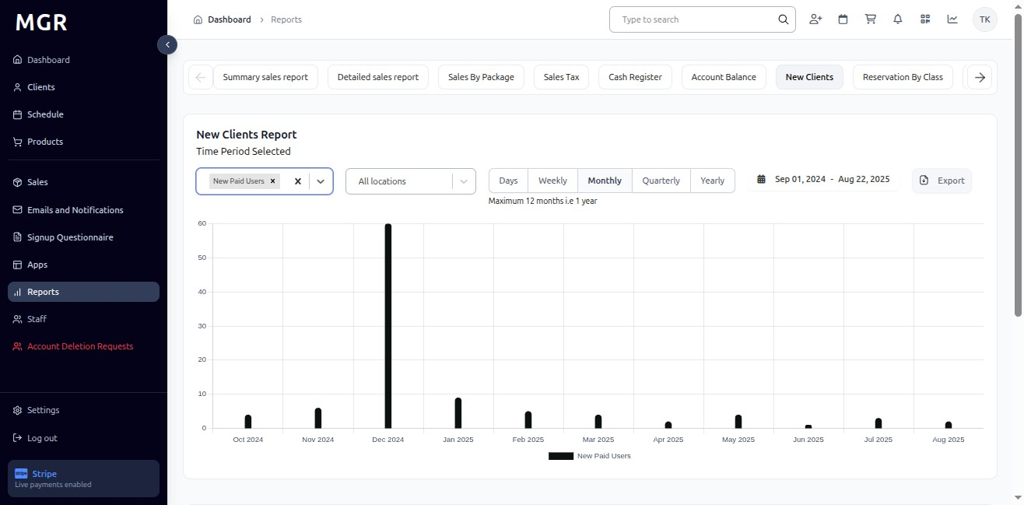 MGR
Dashboard
Clients
Schedule
Products
Sales
Emails and Notifications
Signup Questionnaire
Apps
Reports
Staff
Account Deletion Requests
Settings
Log out
stripe Stripe
Live payments enabled
Dashboard > Reports
Type to search
TK
Summary sales report
Detailed sales report
Sales By Package
Sales Tax
Cash Register
Account Balance
New Clients
Reservation By Class
New Clients Report
Time Period Selected
New Paid Users
All locations
Days
Weekly
Monthly
Quarterly
Yearly
Maximum 12 months i.e 1 year
Sep 01, 2024 - Aug 22, 2025
Export
60
50
40
30
20
10
0
Oct 2024
Nov 2024
Dec 2024
Jan 2025
Feb 2025
Mar 2025
Apr 2025
May 2025
Jun 2025
Jul 2025
Aug 2025
New Paid Users